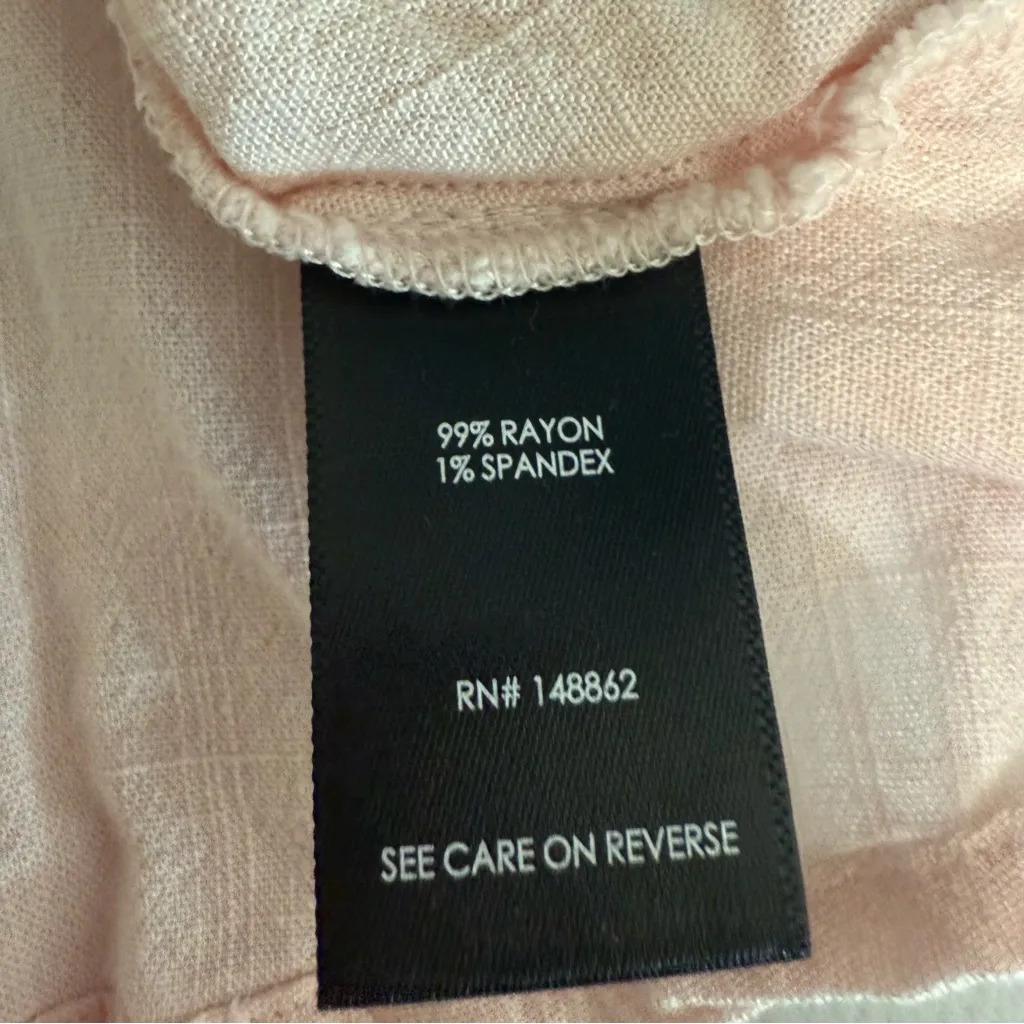 99% RAYON
1% SPANDEX
RN# 148862
SEE CARE ON REVERSE